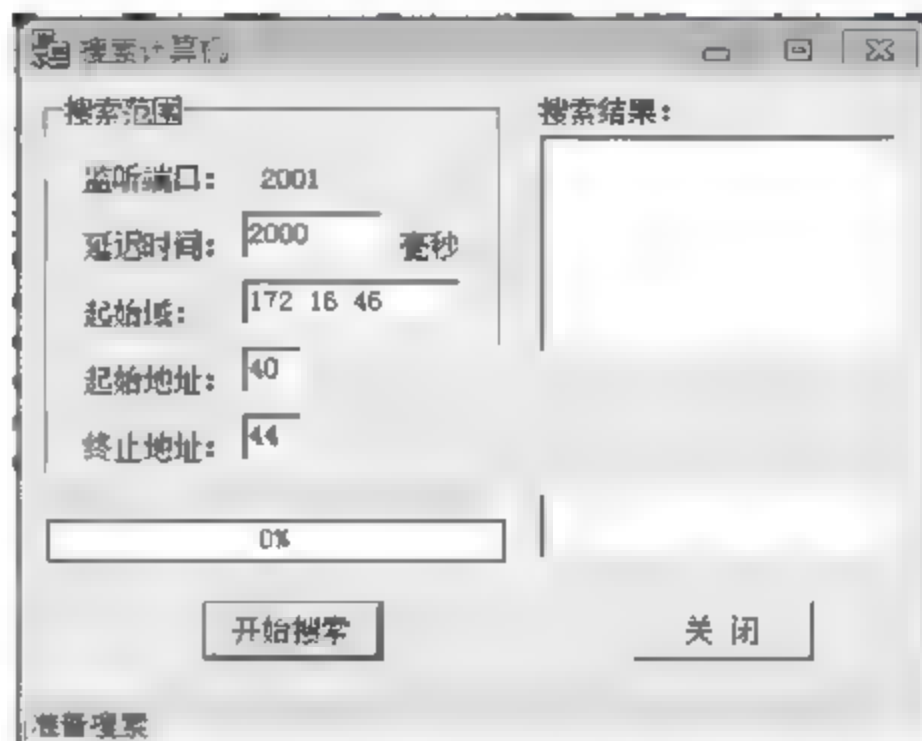 搜索计算机
搜索范围
监听端口: 2001
延迟时间: 2000 毫秒
起始域: 172 16 46
起始地址: 40
终止地址: 44
0%
开始搜索
搜索结果:
关 闭
准备搜索